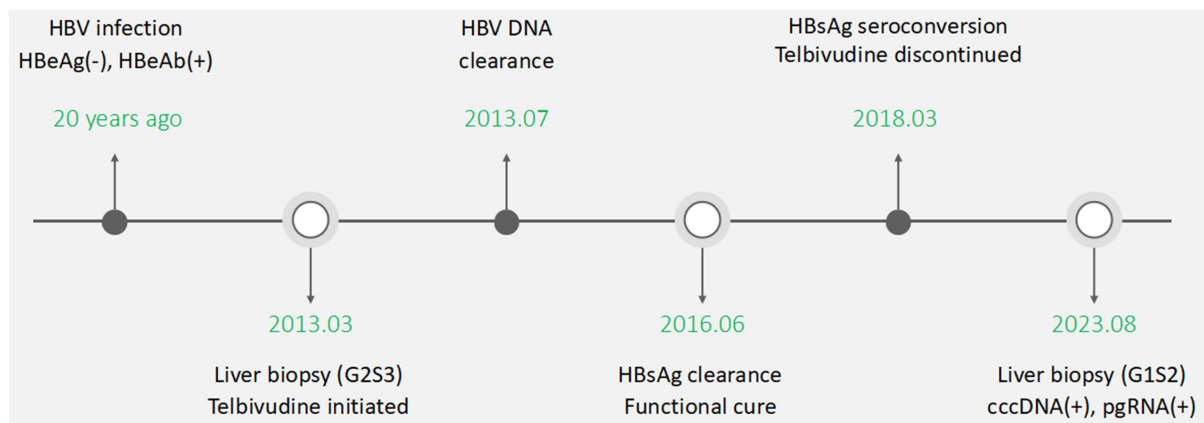 HBV infection
HBeAg(-), HBeAb(+)
20 years ago
2013.03
Liver biopsy (G2S3)
Telbivudine initiated
HBV DNA
clearance
2013.07
2016.06
HBsAg clearance
Functional cure
HBsAg seroconversion
Telbivudine discontinued
2018.03
2023.08
Liver biopsy (G1S2)
cccDNA(+), pgRNA(+)